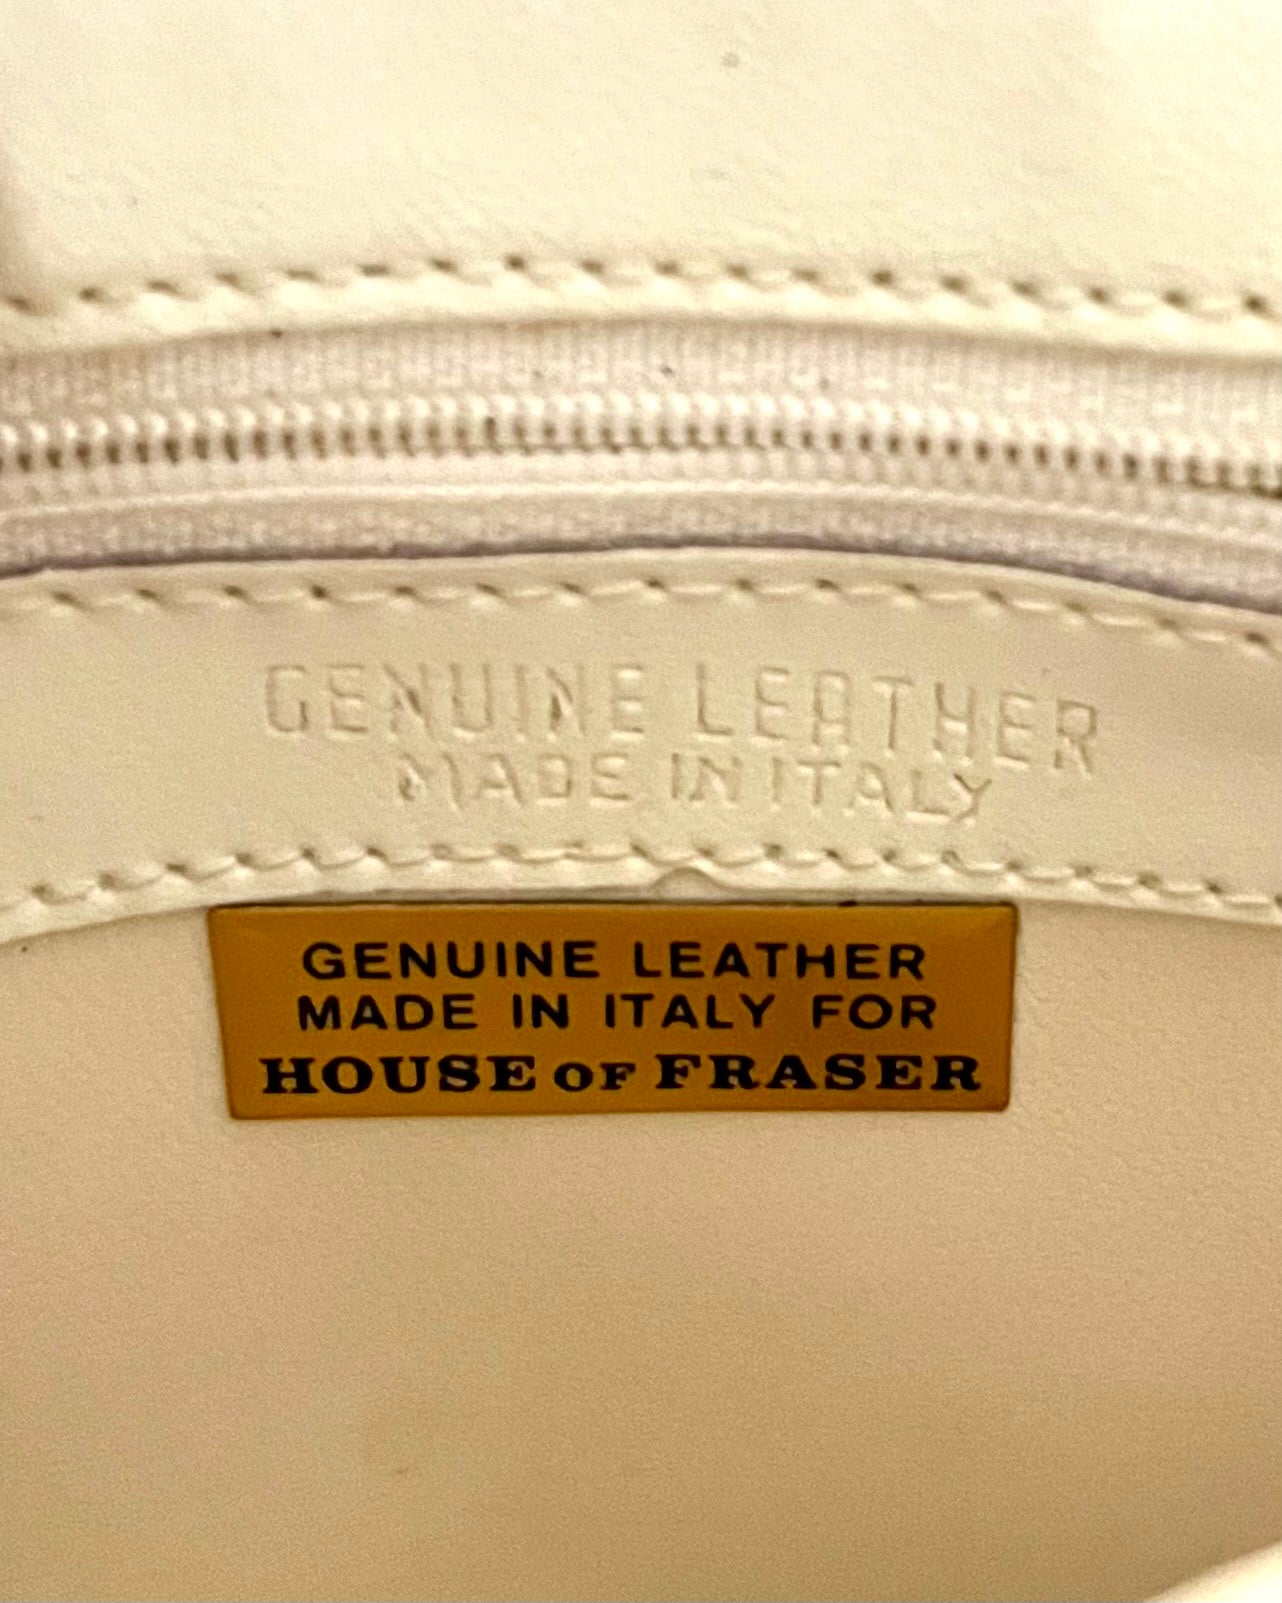 GENUINE LEATHER
MADE IN ITALY
GENUINE LEATHER
MADE IN ITALY FOR
HOUSE OF FRASER